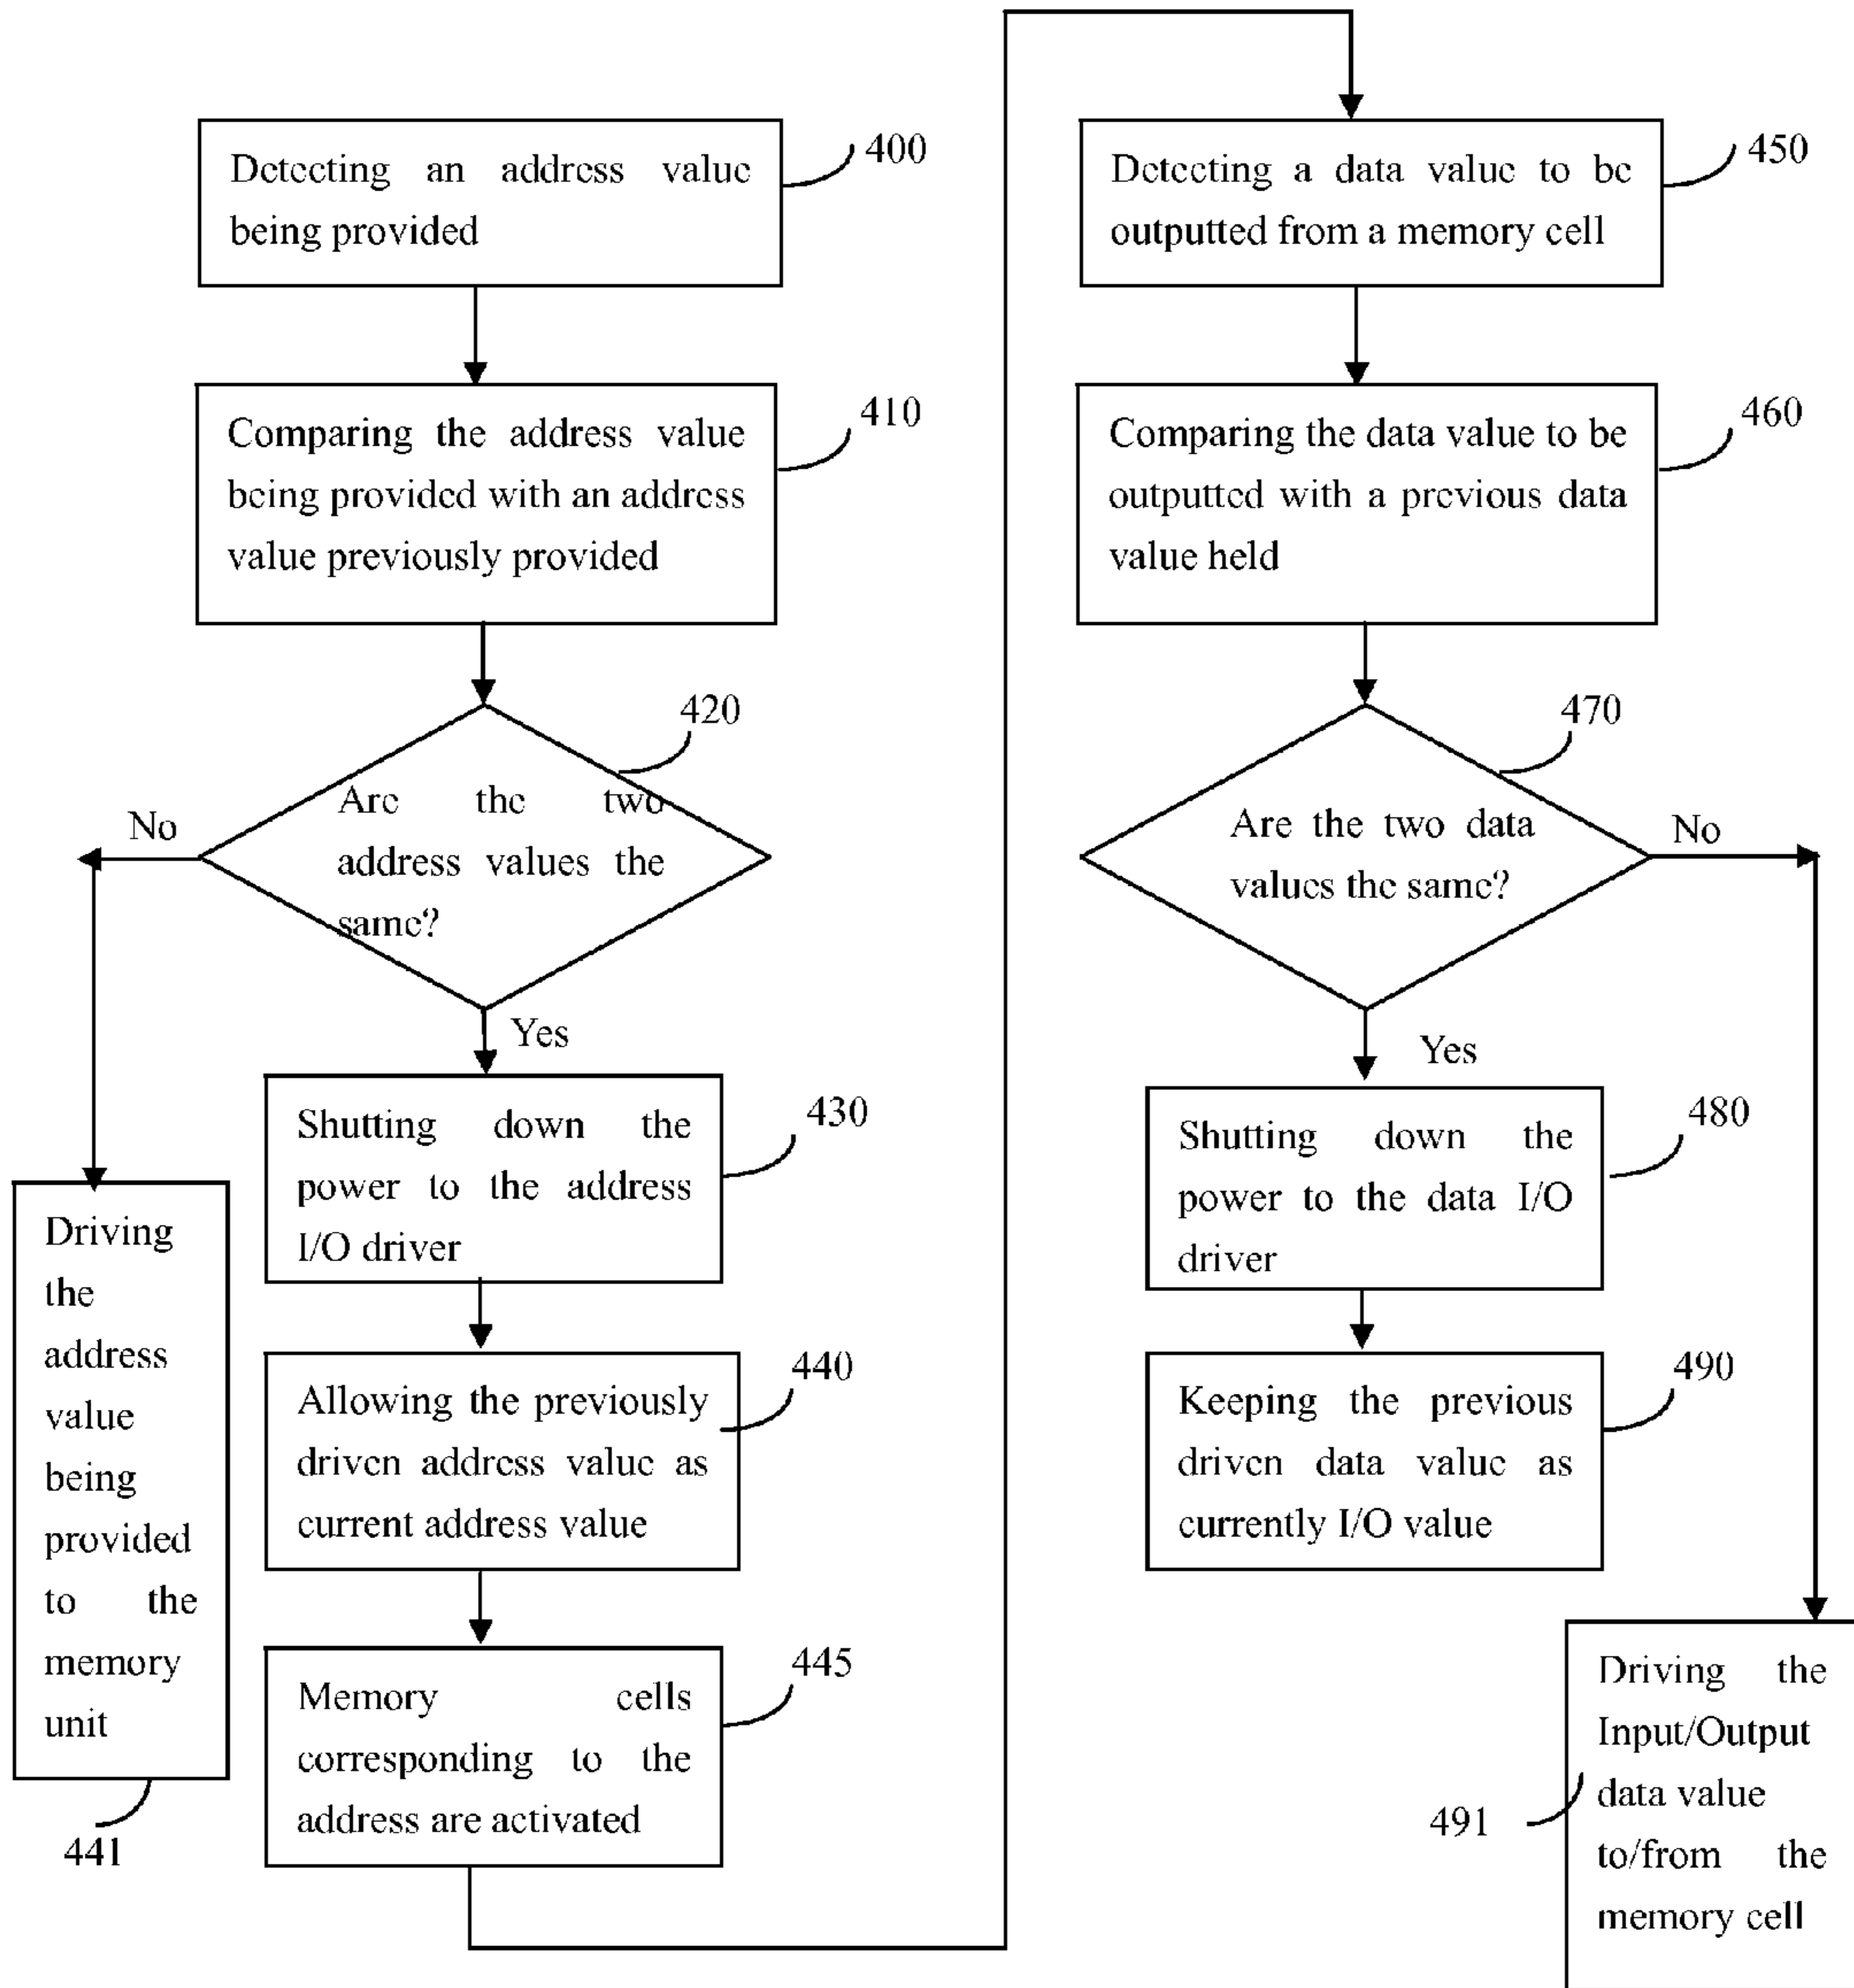 400
Detecting an address value
being provided
410
Comparing the address value
being provided with an address
value previously provided
420
Are the two
address values the
same?
No
Yes
430
Shutting down the
power to the address
I/O driver
Driving
the
address
value
being
provided
to the
memory
unit
441
440
Allowing the previously
driven address value as
current address value
445
Memory cells
corresponding to the
address are activated
450
Detecting a data value to be
outputted from a memory cell
460
Comparing the data value to be
outputted with a previous data
value held
470
Are the two data
values the same?
No
Yes
480
Shutting down the
power to the data I/O
driver
490
Keeping the previous
driven data value as
currently I/O value
491
Driving the
Input/Output
data value
to/from the
memory cell